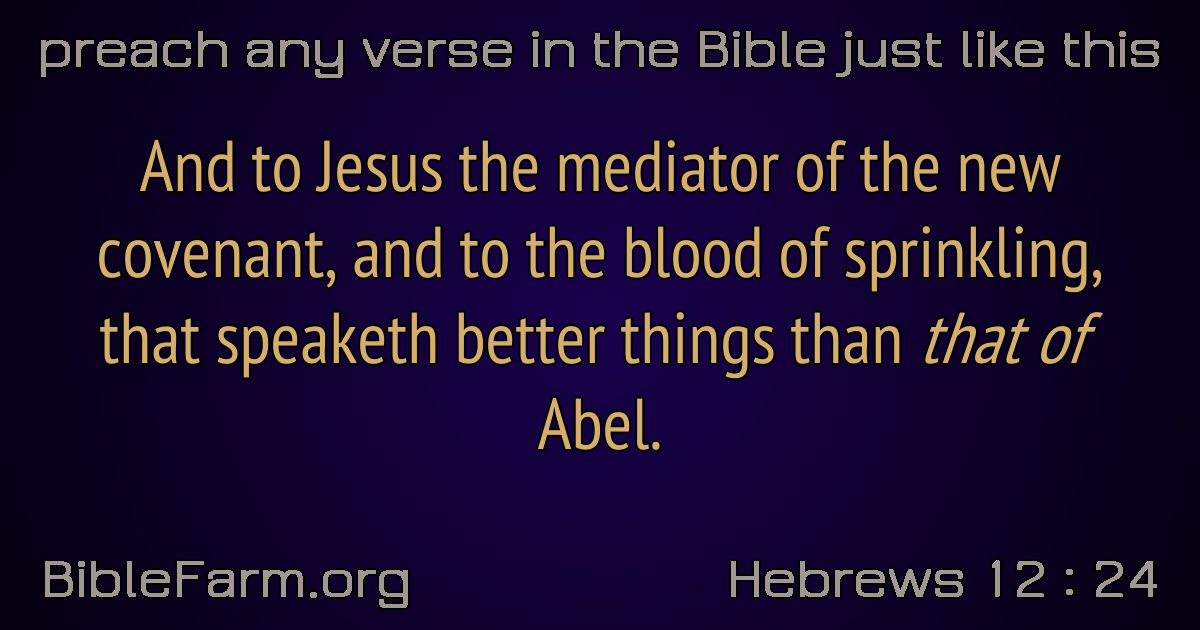 preach any verse in the Bible just like this
And to Jesus the mediator of the new
covenant, and to the blood of sprinkling,
that speaketh better things than that of
Abel.
BibleFarm.org
Hebrews 12 : 24